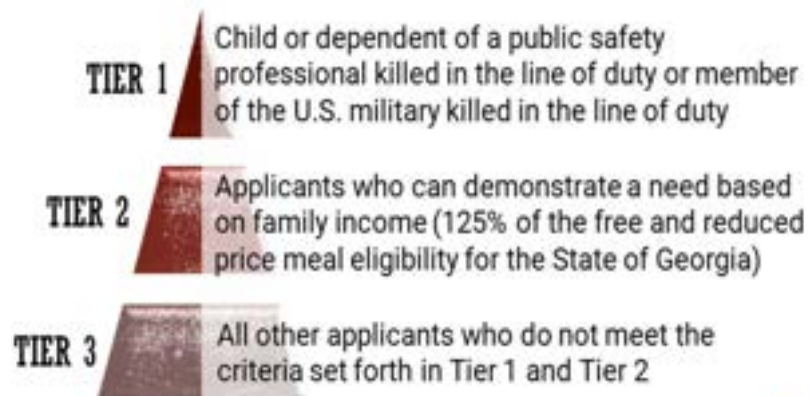 TIER 1
Child or dependent of a public safety
professional killed in the line of duty or member
of the U.S. military killed in the line of duty
TIER 2
Applicants who can demonstrate a need based
on family income (125% of the free and reduced
price meal eligibility for the State of Georgia)
TIER 3
All other applicants who do not meet the
criteria set forth in Tier 1 and Tier 2